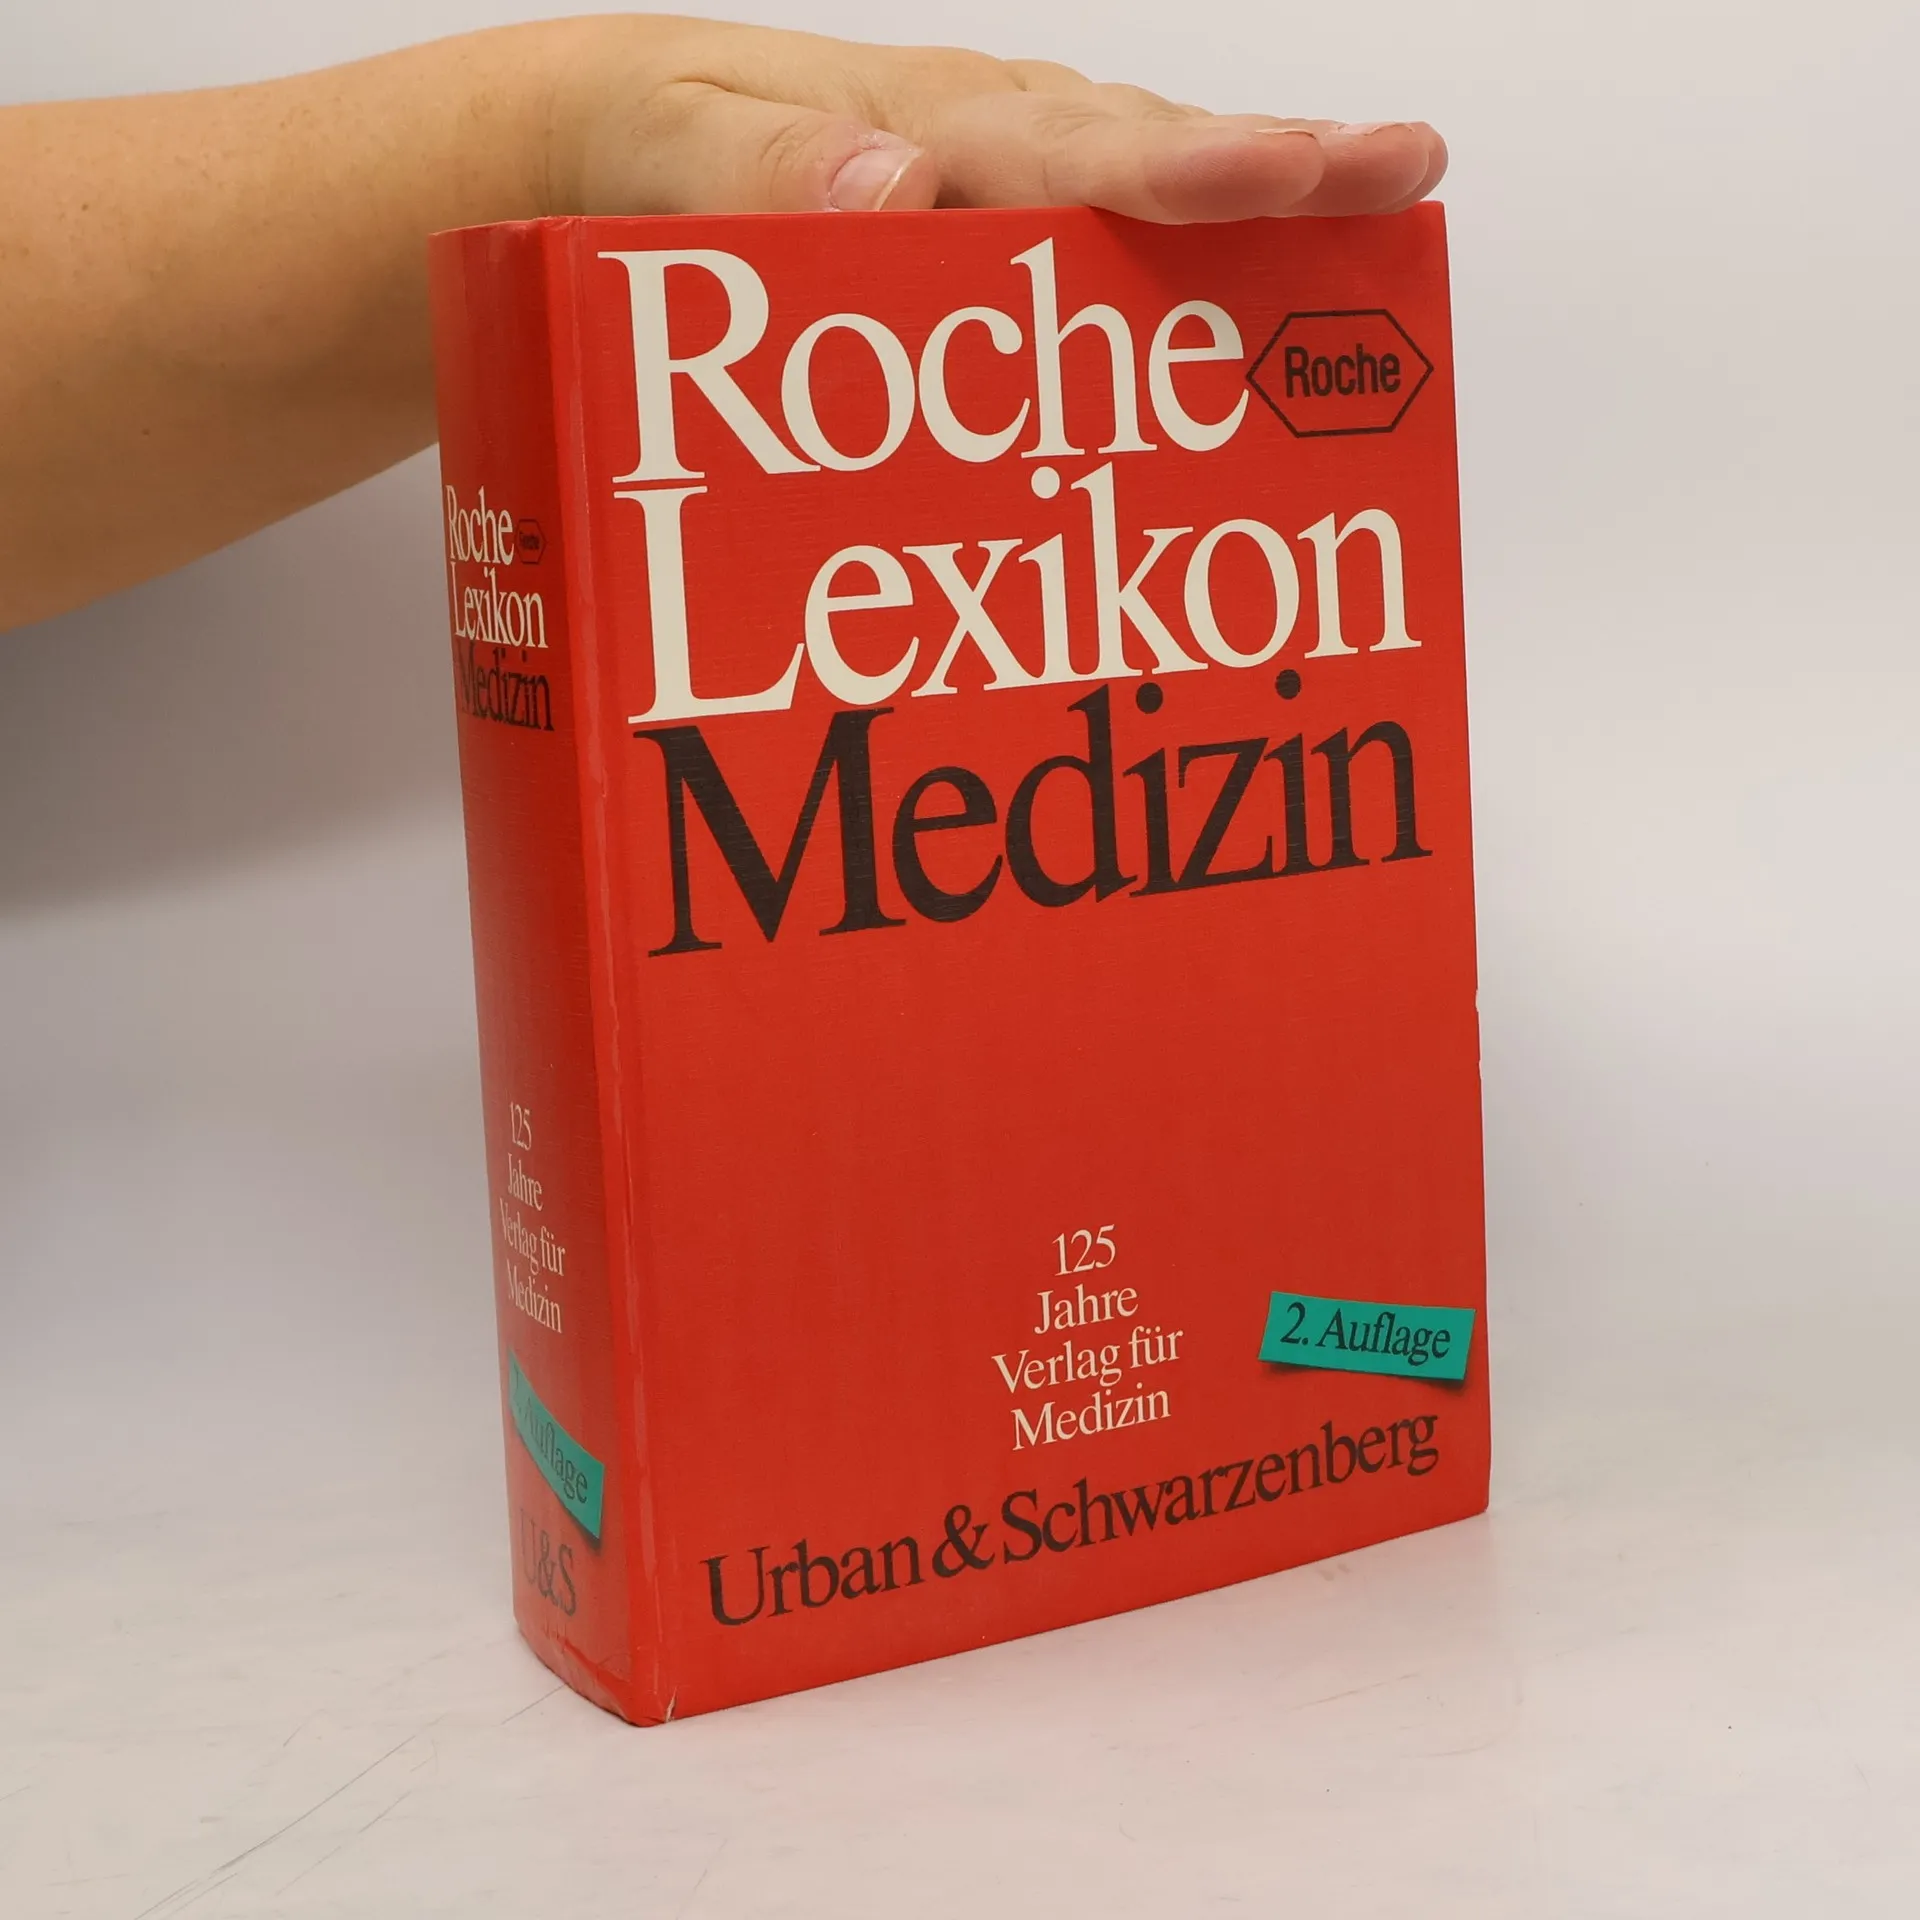 Roche
Roche
Lexikon
Medizin
125
Jahre
Verlag für
Medizin
2. Auflage
Urban & Schwarzenberg
Roche
Roche
Lexikon
Medizin
125
Jahre
Verlag für
Medizin
2. Auflage
U&S